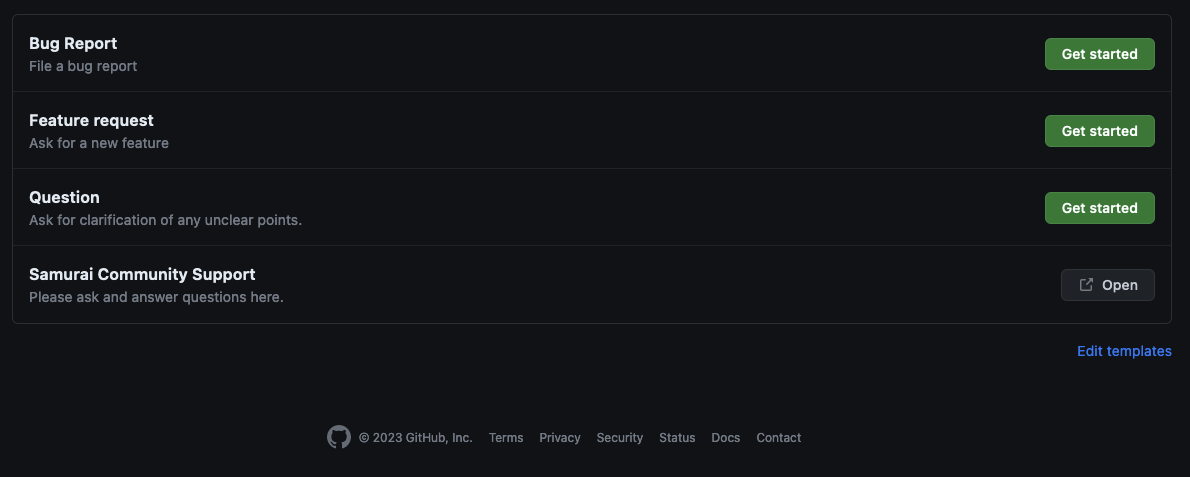 Bug Report
File a bug report
Get started
Feature request
Ask for a new feature
Get started
Question
Ask for clarification of any unclear points.
Get started
Samurai Community Support
Please ask and answer questions here.
Open
Edit templates
© 2023 GitHub, Inc. Terms Privacy Security Status Docs Contact